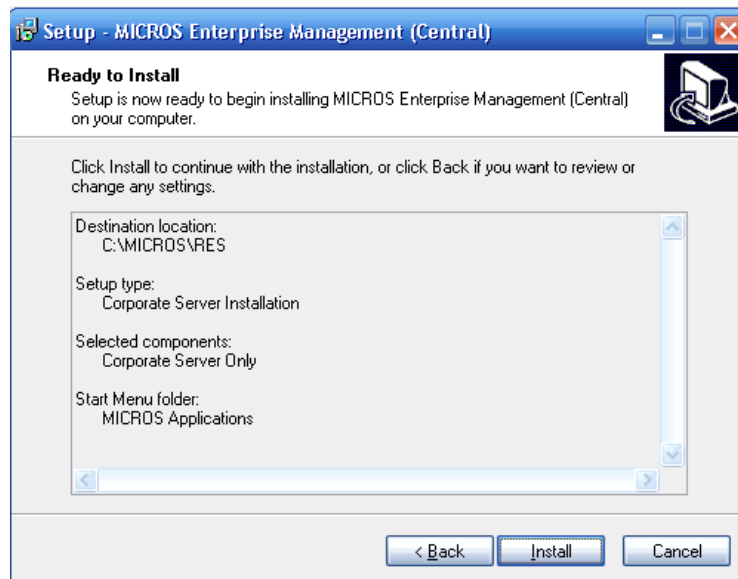 Setup - MICROS Enterprise Management (Central)
Ready to Install
Setup is now ready to begin installing MICROS Enterprise Management (Central)
on your computer.
Click Install to continue with the installation, or click Back if you want to review or
change any settings.
Destination location:
C:\MICROS\RES
Setup type:
Corporate Server Installation
Selected components:
Corporate Server Only
Start Menu folder:
MICROS Applications
< Back
Install
Cancel